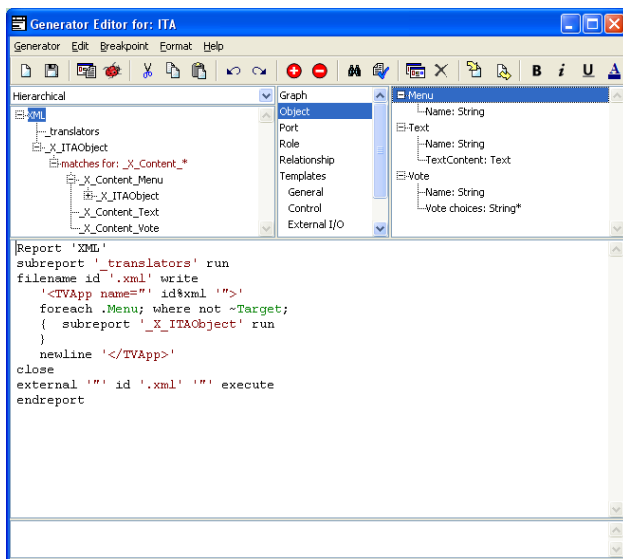 Generator Editor for: ITA
Generator Edit Breakpoint Format Help
B i U A
Hierarchical
XML
_translators
_X_ITAObject
matches for: _X_Content_*
_X_Content_Menu
_X_ITAObject
_X_Content_Text
_X_Content_Vote
Graph
Object
Port
Role
Relationship
Templates
General
Control
External I/O
Menu
Name: String
Text
Name: String
TextContent: Text
Vote
Name: String
Vote choices: String*
Report 'XML'
subreport '_translators' run
filename id '.xml' write
'<TVApp name="' id%xml '">'
foreach .Menu; where not ~Target;
{ subreport '_X_ITAObject' run
}
newline '</TVApp>'
close
external '"' id '.xml' '"' execute
endreport